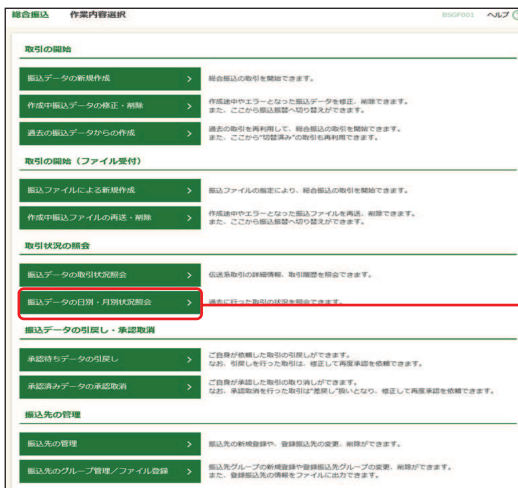 総合振込 作業内容選択 BSGF001 ヘルプ
取引の開始
振込データの新規作成 > 総合振込の取引を開始できます。
作成中振込データの修正・削除 > 作成途中やエラーとなった振込データを修正、削除できます。
また、ここから振込振替へ切り替えができます。
過去の振込データからの作成 > 過去の取引を再利用して、総合振込の取引を開始できます。
また、ここから"切替済み"の取引も再利用できます。
取引の開始（ファイル受付）
振込ファイルによる新規作成 > 振込ファイルの指定により、総合振込の取引を開始できます。
作成中振込ファイルの再送・削除 > 作成途中やエラーとなった振込ファイルを再送、削除できます。
また、ここから振込振替へ切り替えができます。
取引状況の照会
振込データの取引状況照会 > 伝送系取引の詳細情報、取引履歴を照会できます。
振込データの日別・月別状況照会 > 過去に行った取引の状況を照会できます。
振込データの引戻し・承認取消
承認待ちデータの引戻し > ご自身が依頼した取引の引戻しができます。
なお、引戻しを行った取引は、修正して再度承認を依頼できます。
承認済みデータの承認取消 > ご自身が承認した取引の取り消しができます。
なお、承認取消を行った取引は"差戻し"扱いとなり、修正して再度承認を依頼できます。
振込先の管理
振込先の管理 > 振込先の新規登録や、登録振込先の変更、削除ができます。
振込先のグループ管理／ファイル登録 > 振込先グループの新規登録や登録振込先グループの変更、削除ができます。
また、登録振込先の情報をファイルに出力できます。